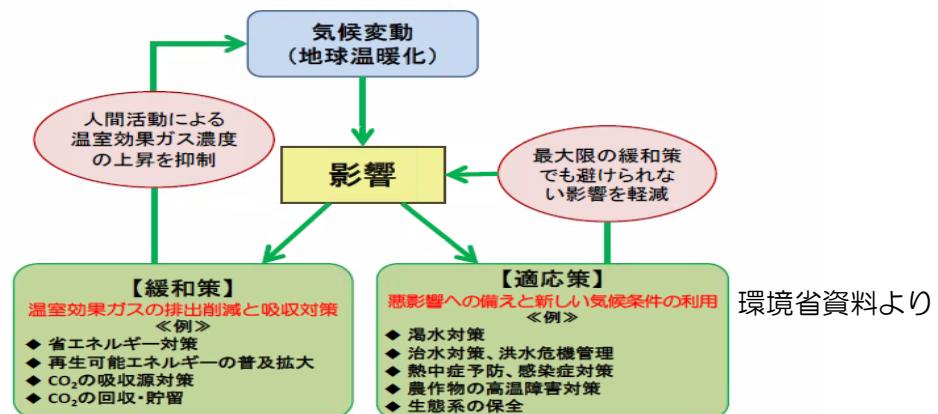 気候変動
(地球温暖化)
人間活動による
温室効果ガス濃度
の上昇を抑制
影響
最大限の緩和策
でも避けられな
い影響を軽減
【緩和策】
温室効果ガスの排出削減と吸収対策
≪例≫
◆ 省エネルギー対策
◆ 再生可能エネルギーの普及拡大
◆ CO₂の吸収源対策
◆ CO₂の回収・貯留
【適応策】
悪影響への備えと新しい気候条件の利用
≪例≫
◆ 渇水対策
◆ 治水対策、洪水危機管理
◆ 熱中症予防、感染症対策
◆ 農作物の高温障害対策
◆ 生態系の保全
環境省資料より